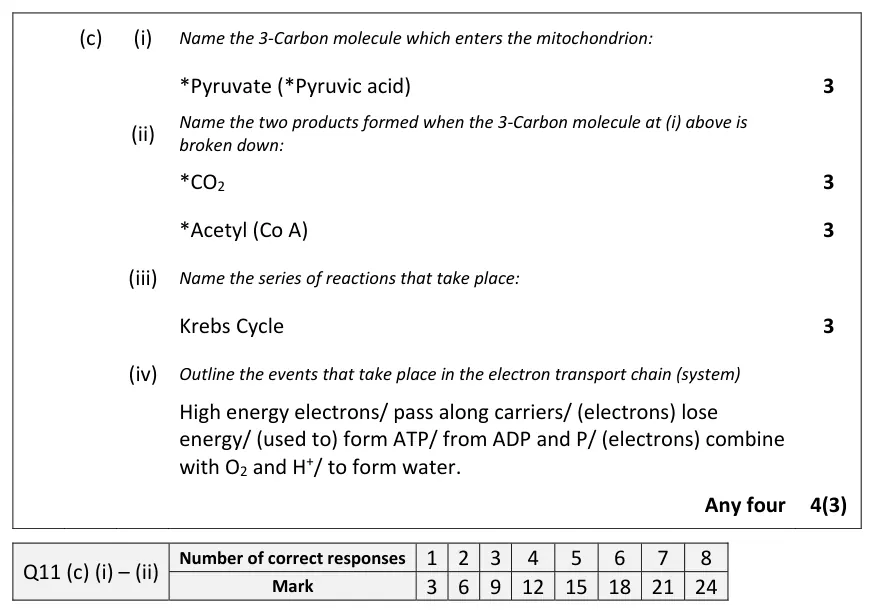 (c) (i) Name the 3-Carbon molecule which enters the mitochondrion:
*Pyruvate (*Pyruvic acid) 3
(ii) Name the two products formed when the 3-Carbon molecule at (i) above is
broken down:
*CO₂ 3
*Acetyl (Co A) 3
(iii) Name the series of reactions that take place:
Krebs Cycle 3
(iv) Outline the events that take place in the electron transport chain (system)
High energy electrons/ pass along carriers/ (electrons) lose
energy/ (used to) form ATP/ from ADP and P/ (electrons) combine
with O₂ and H⁺/ to form water.
Any four 4(3)
Q11 (c) (i) – (ii)
Number of correct responses 1 2 3 4 5 6 7 8
Mark 3 6 9 12 15 18 21 24